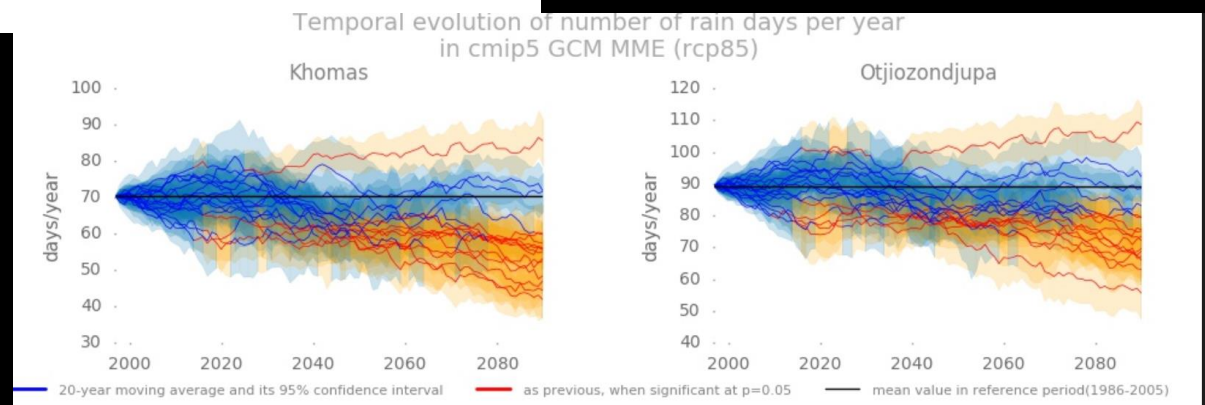 Temporal evolution of number of rain days per year
in cmip5 GCM MME (rcp85)
Khomas
100
90
80
70
60
50
40
30
days/year
2000 2020 2040 2060 2080
Otjiozondjupa
120
110
100
90
80
70
60
50
40
days/year
2000 2020 2040 2060 2080
20-year moving average and its 95% confidence interval
as previous, when significant at p=0.05
mean value in reference period(1986-2005)